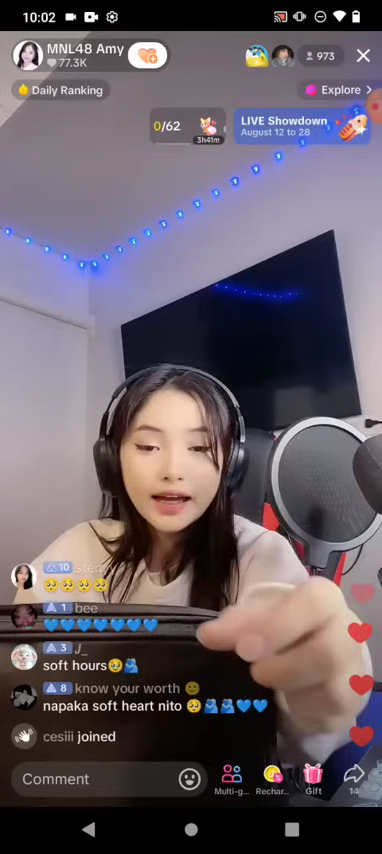 10:02
MNL48 Amy
77.3K
973
Daily Ranking
Explore
0/62
3h41m
LIVE Showdown
August 12 to 28
10
1 bee
3 J_
soft hours🥹🫂
8 know your worth 🙂
napaka soft heart nito 🥺🫂🫂💙💙
cesiii joined
Comment
Multi-g...
Rechar...
Gift
14